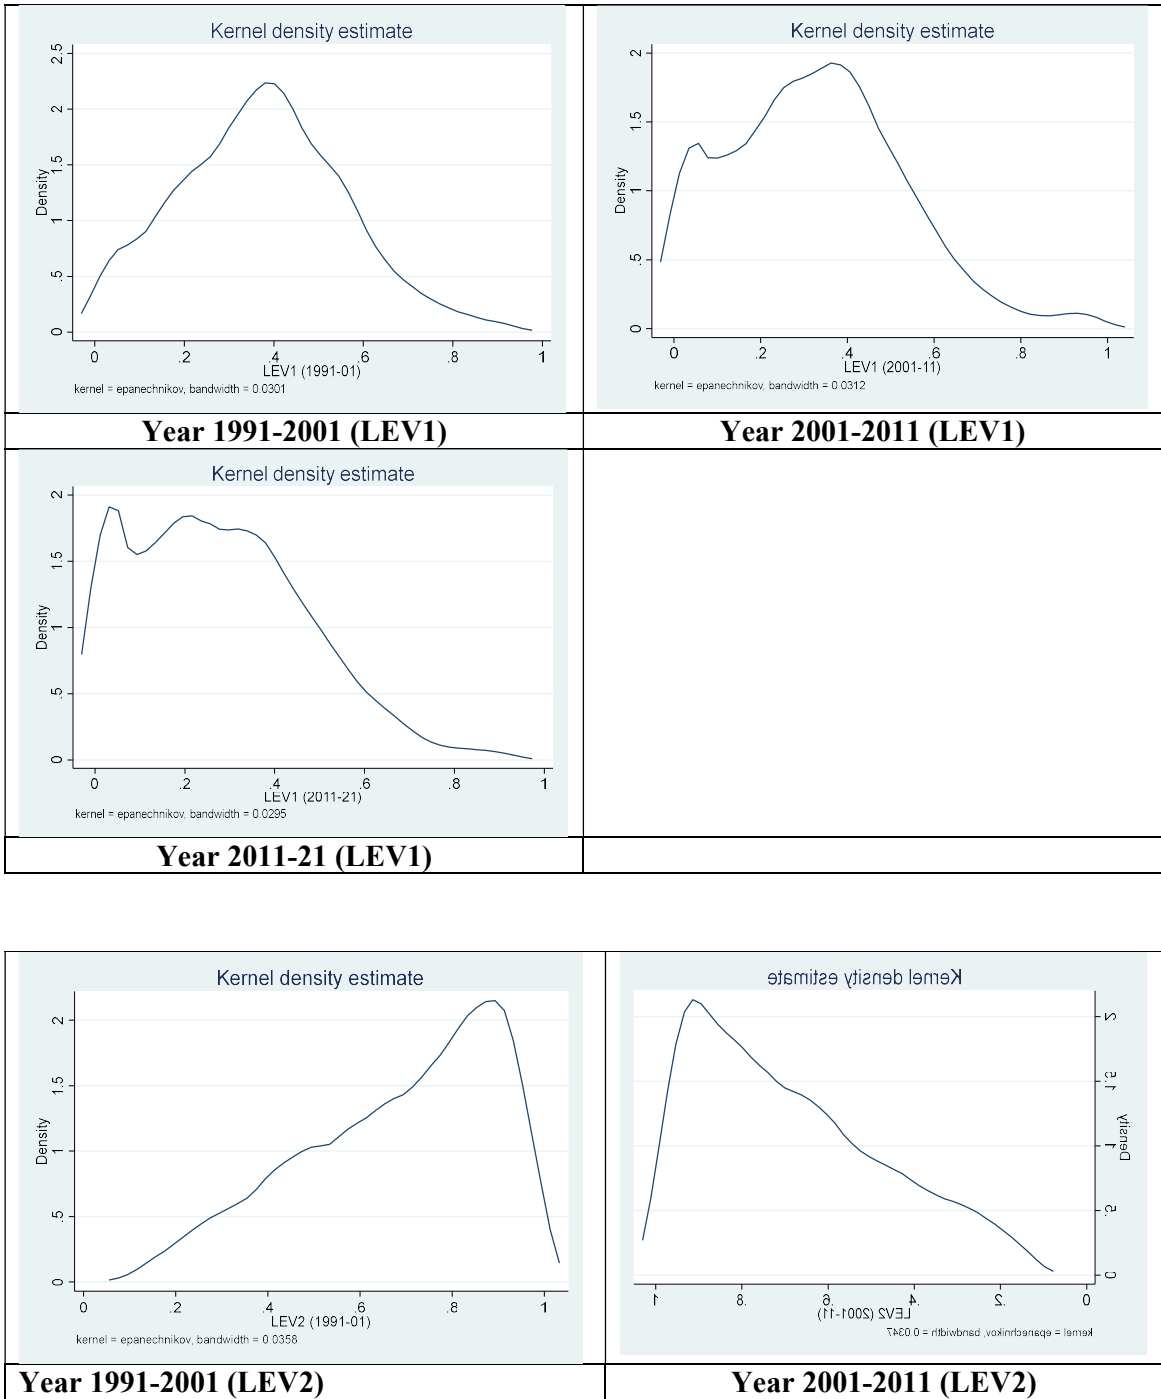 Kernel density estimate
Density
0 .5 1 1.5 2 2.5
0 .2 .4 .6 .8 1
LEV1 (1991-01)
kernel = epanechnikov, bandwidth = 0.0301
Year 1991-2001 (LEV1)
Kernel density estimate
Density
0 .5 1 1.5 2
0 .2 .4 .6 .8 1
LEV1 (2001-11)
kernel = epanechnikov, bandwidth = 0.0312
Year 2001-2011 (LEV1)
Kernel density estimate
Density
0 .5 1 1.5 2
0 .2 .4 .6 .8 1
LEV1 (2011-21)
kernel = epanechnikov, bandwidth = 0.0295
Year 2011-21 (LEV1)
Kernel density estimate
Density
0 .5 1 1.5 2
0 .2 .4 .6 .8 1
LEV2 (1991-01)
kernel = epanechnikov, bandwidth = 0.0358
Year 1991-2001 (LEV2)
Kernel density estimate
Density
0 .5 1 1.5 2
0 .2 .4 .6 .8 1
LEV2 (2001-11)
kernel = epanechnikov, bandwidth = 0.0347
Year 2001-2011 (LEV2)